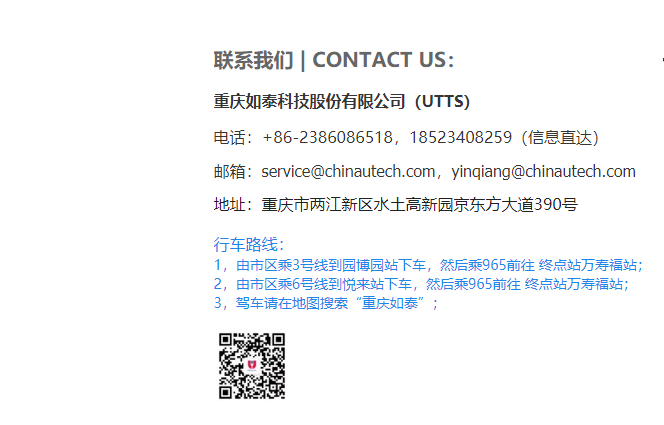 联系我们 | CONTACT US：
重庆如泰科技股份有限公司（UTTS）
电话：+86-2386086518，18523408259（信息直达）
邮箱：service@chinautech.com，yinqiang@chinautech.com
地址：重庆市两江新区水土高新园京东方大道390号
行车路线：
1，由市区乘3号线到园博园站下车，然后乘965前往 终点站万寿福站；
2，由市区乘6号线到悦来站下车，然后乘965前往 终点站万寿福站；
3，驾车请在地图搜索“重庆如泰”；